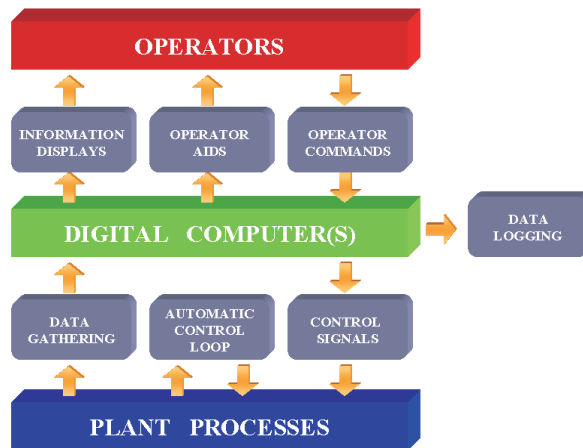 OPERATORS
INFORMATION
DISPLAYS
OPERATOR
AIDS
OPERATOR
COMMANDS
DIGITAL COMPUTER(S)
DATA
LOGGING
DATA
GATHERING
AUTOMATIC
CONTROL
LOOP
CONTROL
SIGNALS
PLANT PROCESSES